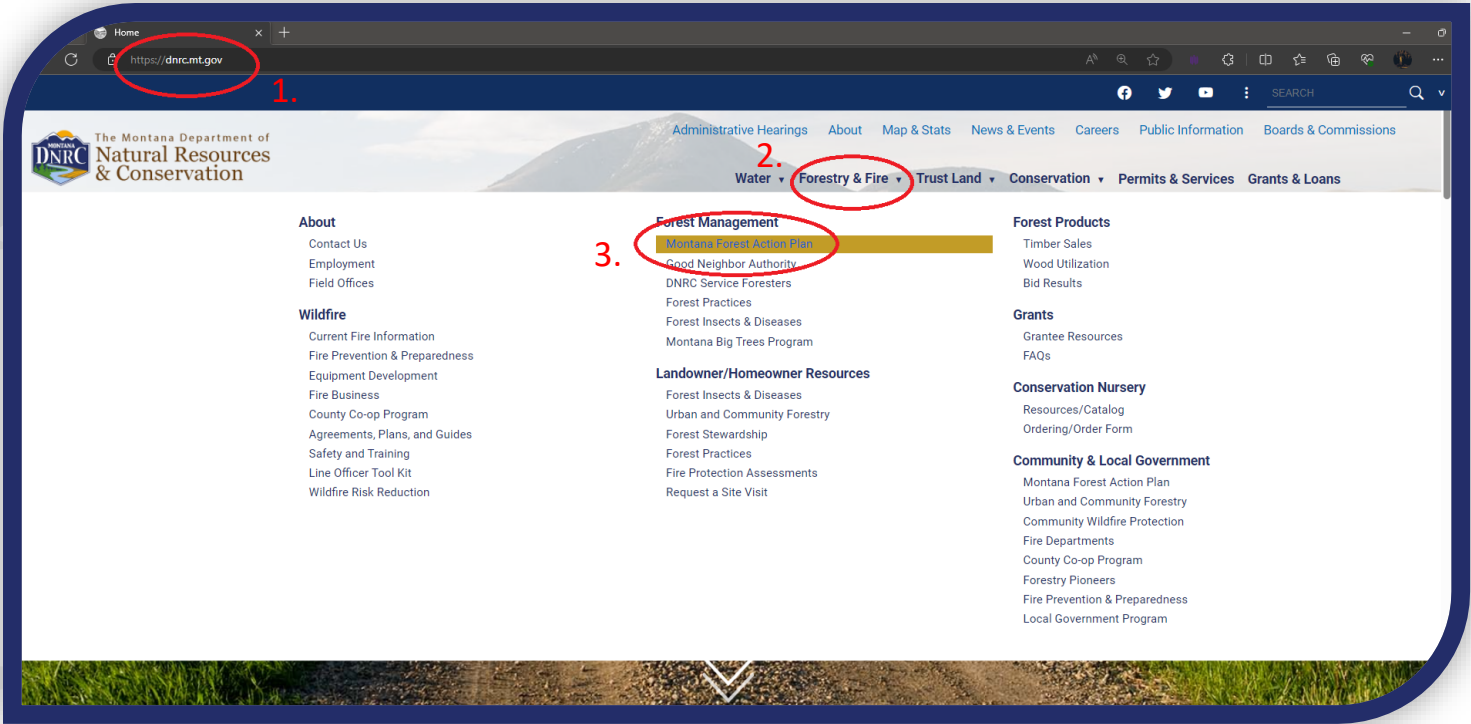 Home
https://dnrc.mt.gov
1.
SEARCH
MONTANA
DNRC
The Montana Department of
Natural Resources
& Conservation
Administrative Hearings About Map & Stats News & Events Careers Public Information Boards & Commissions
2.
Water Forestry & Fire Trust Land Conservation Permits & Services Grants & Loans
About
Contact Us
Employment
Field Offices
Wildfire
Current Fire Information
Fire Prevention & Preparedness
Equipment Development
Fire Business
County Co-op Program
Agreements, Plans, and Guides
Safety and Training
Line Officer Tool Kit
Wildfire Risk Reduction
3.
Forest Management
Montana Forest Action Plan
Good Neighbor Authority
DNRC Service Foresters
Forest Practices
Forest Insects & Diseases
Montana Big Trees Program
Landowner/Homeowner Resources
Forest Insects & Diseases
Urban and Community Forestry
Forest Stewardship
Forest Practices
Fire Protection Assessments
Request a Site Visit
Forest Products
Timber Sales
Wood Utilization
Bid Results
Grants
Grantee Resources
FAQs
Conservation Nursery
Resources/Catalog
Ordering/Order Form
Community & Local Government
Montana Forest Action Plan
Urban and Community Forestry
Community Wildfire Protection
Fire Departments
County Co-op Program
Forestry Pioneers
Fire Prevention & Preparedness
Local Government Program